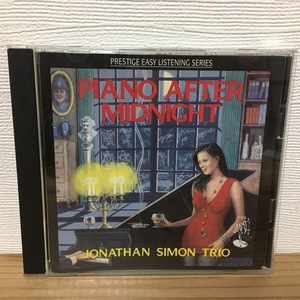 PRESTIGE EASY LISTENING SERIES
PIANO AFTER
MIDNIGHT
JONATHAN SIMON TRIO